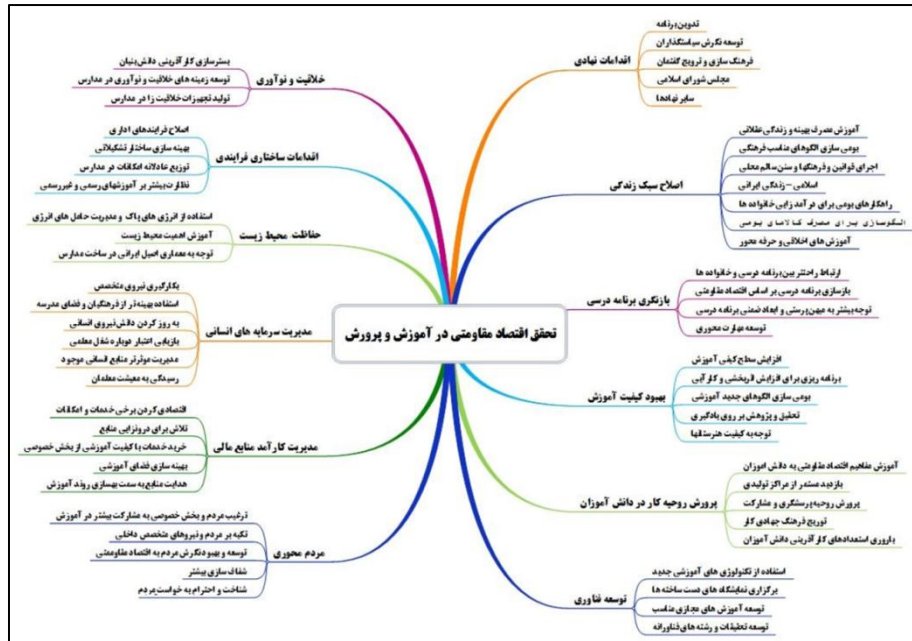 تحقق اقتصاد مقاومتی در آموزش و پرورش
اقدامات نهادی
تدوین برنامه
توسعه نگرش سیاستگذاران
فرهنگ سازی و ترویج گفتمان
مجلس شورای اسلامی
سایر نهادها
اصلاح سبک زندگی
آموزش مصرف بهینه و زندگی عقلانی
بومی سازی الگوهای مناسب فرهنگی
اجرای قوانین و فرهنگها و سنن سالم محلی
اسلامی – زندگی ایرانی
راهکارهای بومی برای درآمدزایی خانواده ها
الگوسازی برای مصرف کالاهای بومی
آموزش های اخلاقی و حرفه محور
بازنگری برنامه درسی
ارتباط راحتتر بین برنامه درسی و خانواده ها
بازسازی برنامه درسی بر اساس اقتصاد مقاومتی
توجه بیشتر به میهن پرستی و ابعاد ضمنی برنامه درسی
توسعه مهارت محوری
بهبود کیفیت آموزش
افزایش سطح کیفی آموزش
برنامه ریزی برای افزایش اثربخشی و کارآیی
بومی سازی الگوهای جدید آموزشی
تحقیق و پژوهش بر روی یادگیری
توجه به کیفیت هنرستانها
پرورش روحیه کار در دانش آموزان
آموزش مفاهیم اقتصاد مقاومتی به دانش اموزان
بازدید مستمر از مراکز تولیدی
پرورش روحیه پرسشگری و مشارکت
توریج فرهنگ جهادی کار
باروری استعدادهای کار آفرینی دانش آموزان
توسعه فناوری
استفاده از تکنولوژی های آموزشی جدید
برگزاری نمایشگاه های دست ساخته ها
توسعه آموزش های مجازی مناسب
توسعه تحقیقات و رشته های فناورانه
خلاقیت و نوآوری
بسترسازی کار آفرینی دانش بنیان
توسعه زمینه های خلاقیت و نوآوری در مدارس
تولید تجهیزات خلاقیت زا در مدارس
اقدامات ساختاری فرایندی
اصلاح فرایندهای اداری
بهینه سازی ساختار تشکیلاتی
توزیع عادلانه امکانات در مدارس
نظارت بیشتر بر آموزشهای رسمی و غیررسمی
حفاظت محیط زیست
استفاده از انرژی های پاک و مدیریت حامل های انرژی
آموزش اهمیت محیط زیست
توجه به معماری اصیل ایرانی در ساخت مدارس
مدیریت سرمایه های انسانی
بکارگیری نیروی متخصص
استفاده بهینه تر از فرهنگیان و فضای مدرسه
به روز کردن دانش نیروی انسانی
بازیابی اعتبار دوباره شغل معلمی
مدیریت موثرتر منابع انسانی موجود
رسیدگی به معیشت معلمان
مدیریت کارآمد منابع مالی
اقتصادی کردن برخی خدمات و امکانات
تلاش برای درونزایی منابع
خرید خدمات با کیفیت آموزشی از بخش خصوصی
بهینه سازی فضای آموزشی
هدایت منابع به سمت بهسازی روند آموزش
مردم محوری
ترغیب مردم و بخش خصوصی به مشارکت بیشتر در آموزش
تکیه بر مردم و نیروهای متخصص داخلی
توسعه و بهبود نگرش مردم به اقتصاد مقاومتی
شفاف سازی بیشتر
شناخت و احترام به خواست مردم